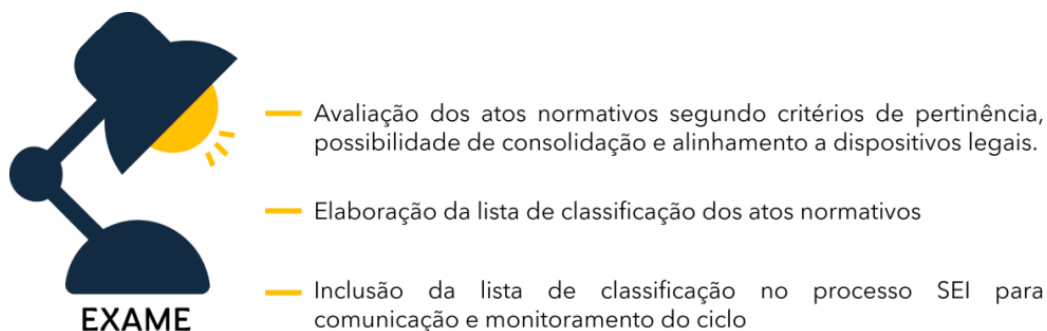 Avaliação dos atos normativos segundo critérios de pertinência,
possibilidade de consolidação e alinhamento a dispositivos legais.
Elaboração da lista de classificação dos atos normativos
Inclusão da lista de classificação no processo SEI para
comunicação e monitoramento do ciclo
EXAME